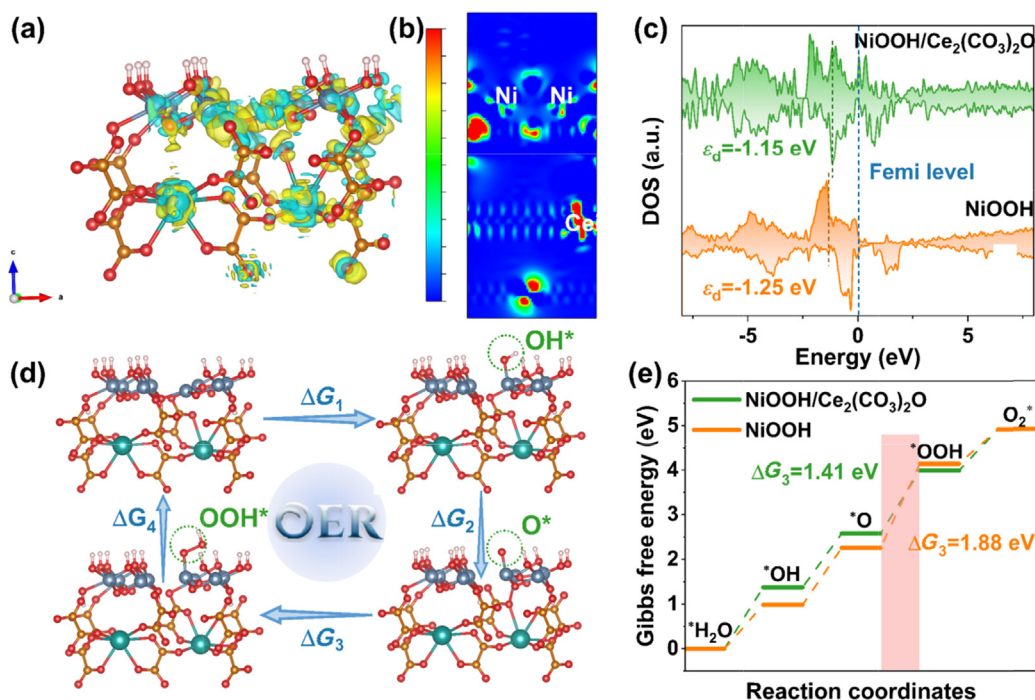 (a)
c
a
(b)
Ni Ni
Ce
(c)
NiOOH/Ce₂(CO₃)₂O
εd=-1.15 eV
Femi level
NiOOH
εd=-1.25 eV
DOS (a.u.)
-5 0 5
Energy (eV)
(d)
OH*
ΔG₁
ΔG₂
ΔG₃
ΔG₄
OOH*
O*
OER
(e)
NiOOH/Ce₂(CO₃)₂O
NiOOH
O₂*
*OOH
ΔG₃=1.41 eV
*O
ΔG₃=1.88 eV
*OH
*H₂O
6
5
4
3
2
1
0
Gibbs free energy (eV)
Reaction coordinates